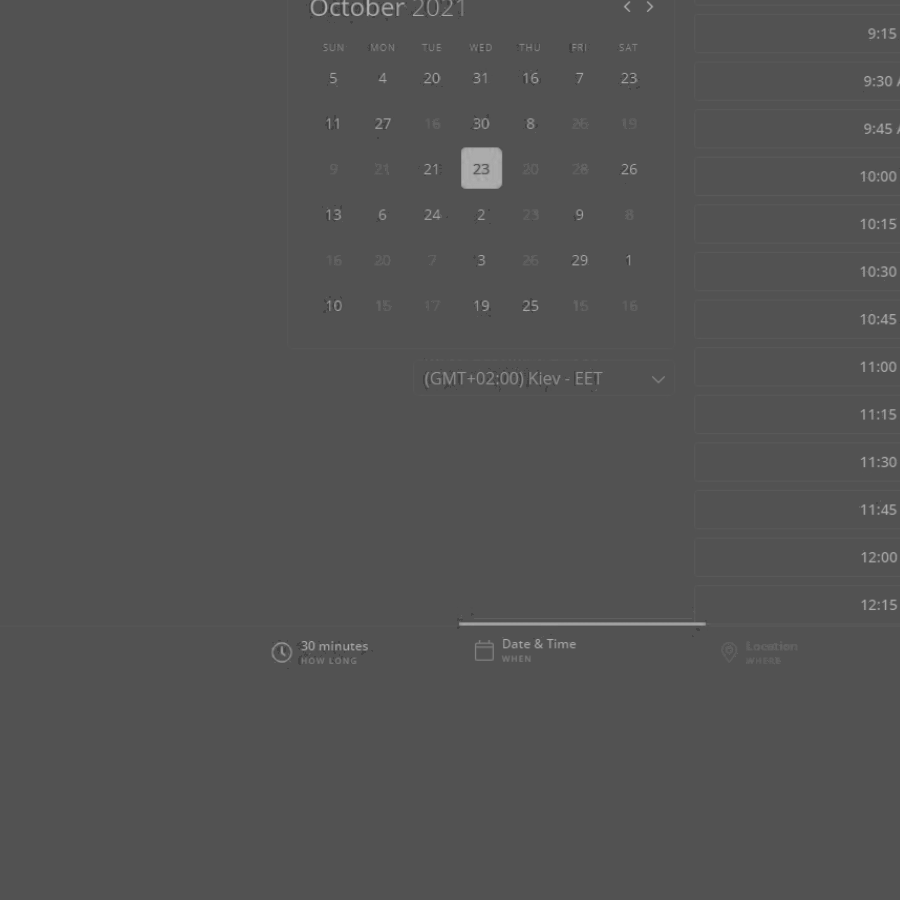 October 2021
SUN MON TUE WED THU FRI SAT
5 4 20 31 16 7 23
11 27 16 30 8 26 19
9 21 21 23 20 28 26
13 6 24 2 23 9 8
16 20 7 3 26 29 1
10 15 17 19 25 15 16
(GMT+02:00) Kiev - EET
9:15
9:30
9:45
10:00
10:15
10:30
10:45
11:00
11:15
11:30
11:45
12:00
12:15
30 minutes
HOW LONG
Date & Time
WHEN
Location
WHERE